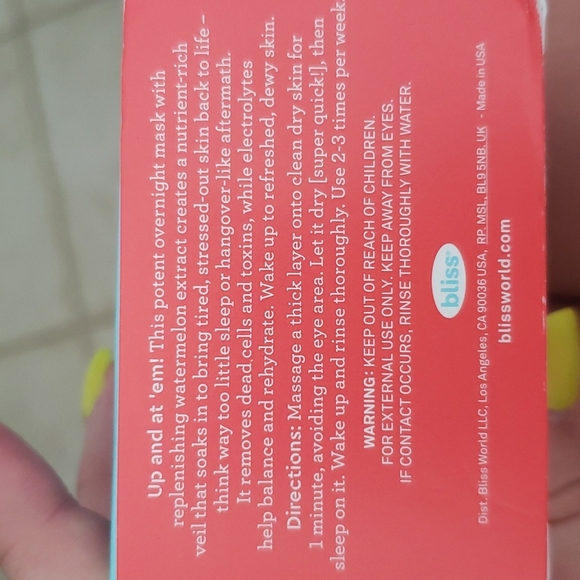 Up and at 'em! This potent overnight mask with
replenishing watermelon extract creates a nutrient-rich
veil that soaks in to bring tired, stressed-out skin back to life –
think way too little sleep or hangover-like aftermath.
It removes dead cells and toxins, while electrolytes
help balance and rehydrate. Wake up to refreshed, dewy skin.
Directions: Massage a thick layer onto clean dry skin for
1 minute, avoiding the eye area. Let it dry [super quick!], then
sleep on it. Wake up and rinse thoroughly. Use 2-3 times per week.
WARNING: KEEP OUT OF REACH OF CHILDREN.
FOR EXTERNAL USE ONLY. KEEP AWAY FROM EYES.
IF CONTACT OCCURS, RINSE THOROUGHLY WITH WATER.
bliss®
Dist. Bliss World LLC, Los Angeles, CA 90036 USA, RP. MSL, BL9 5NB, UK - Made in USA
blissworld.com